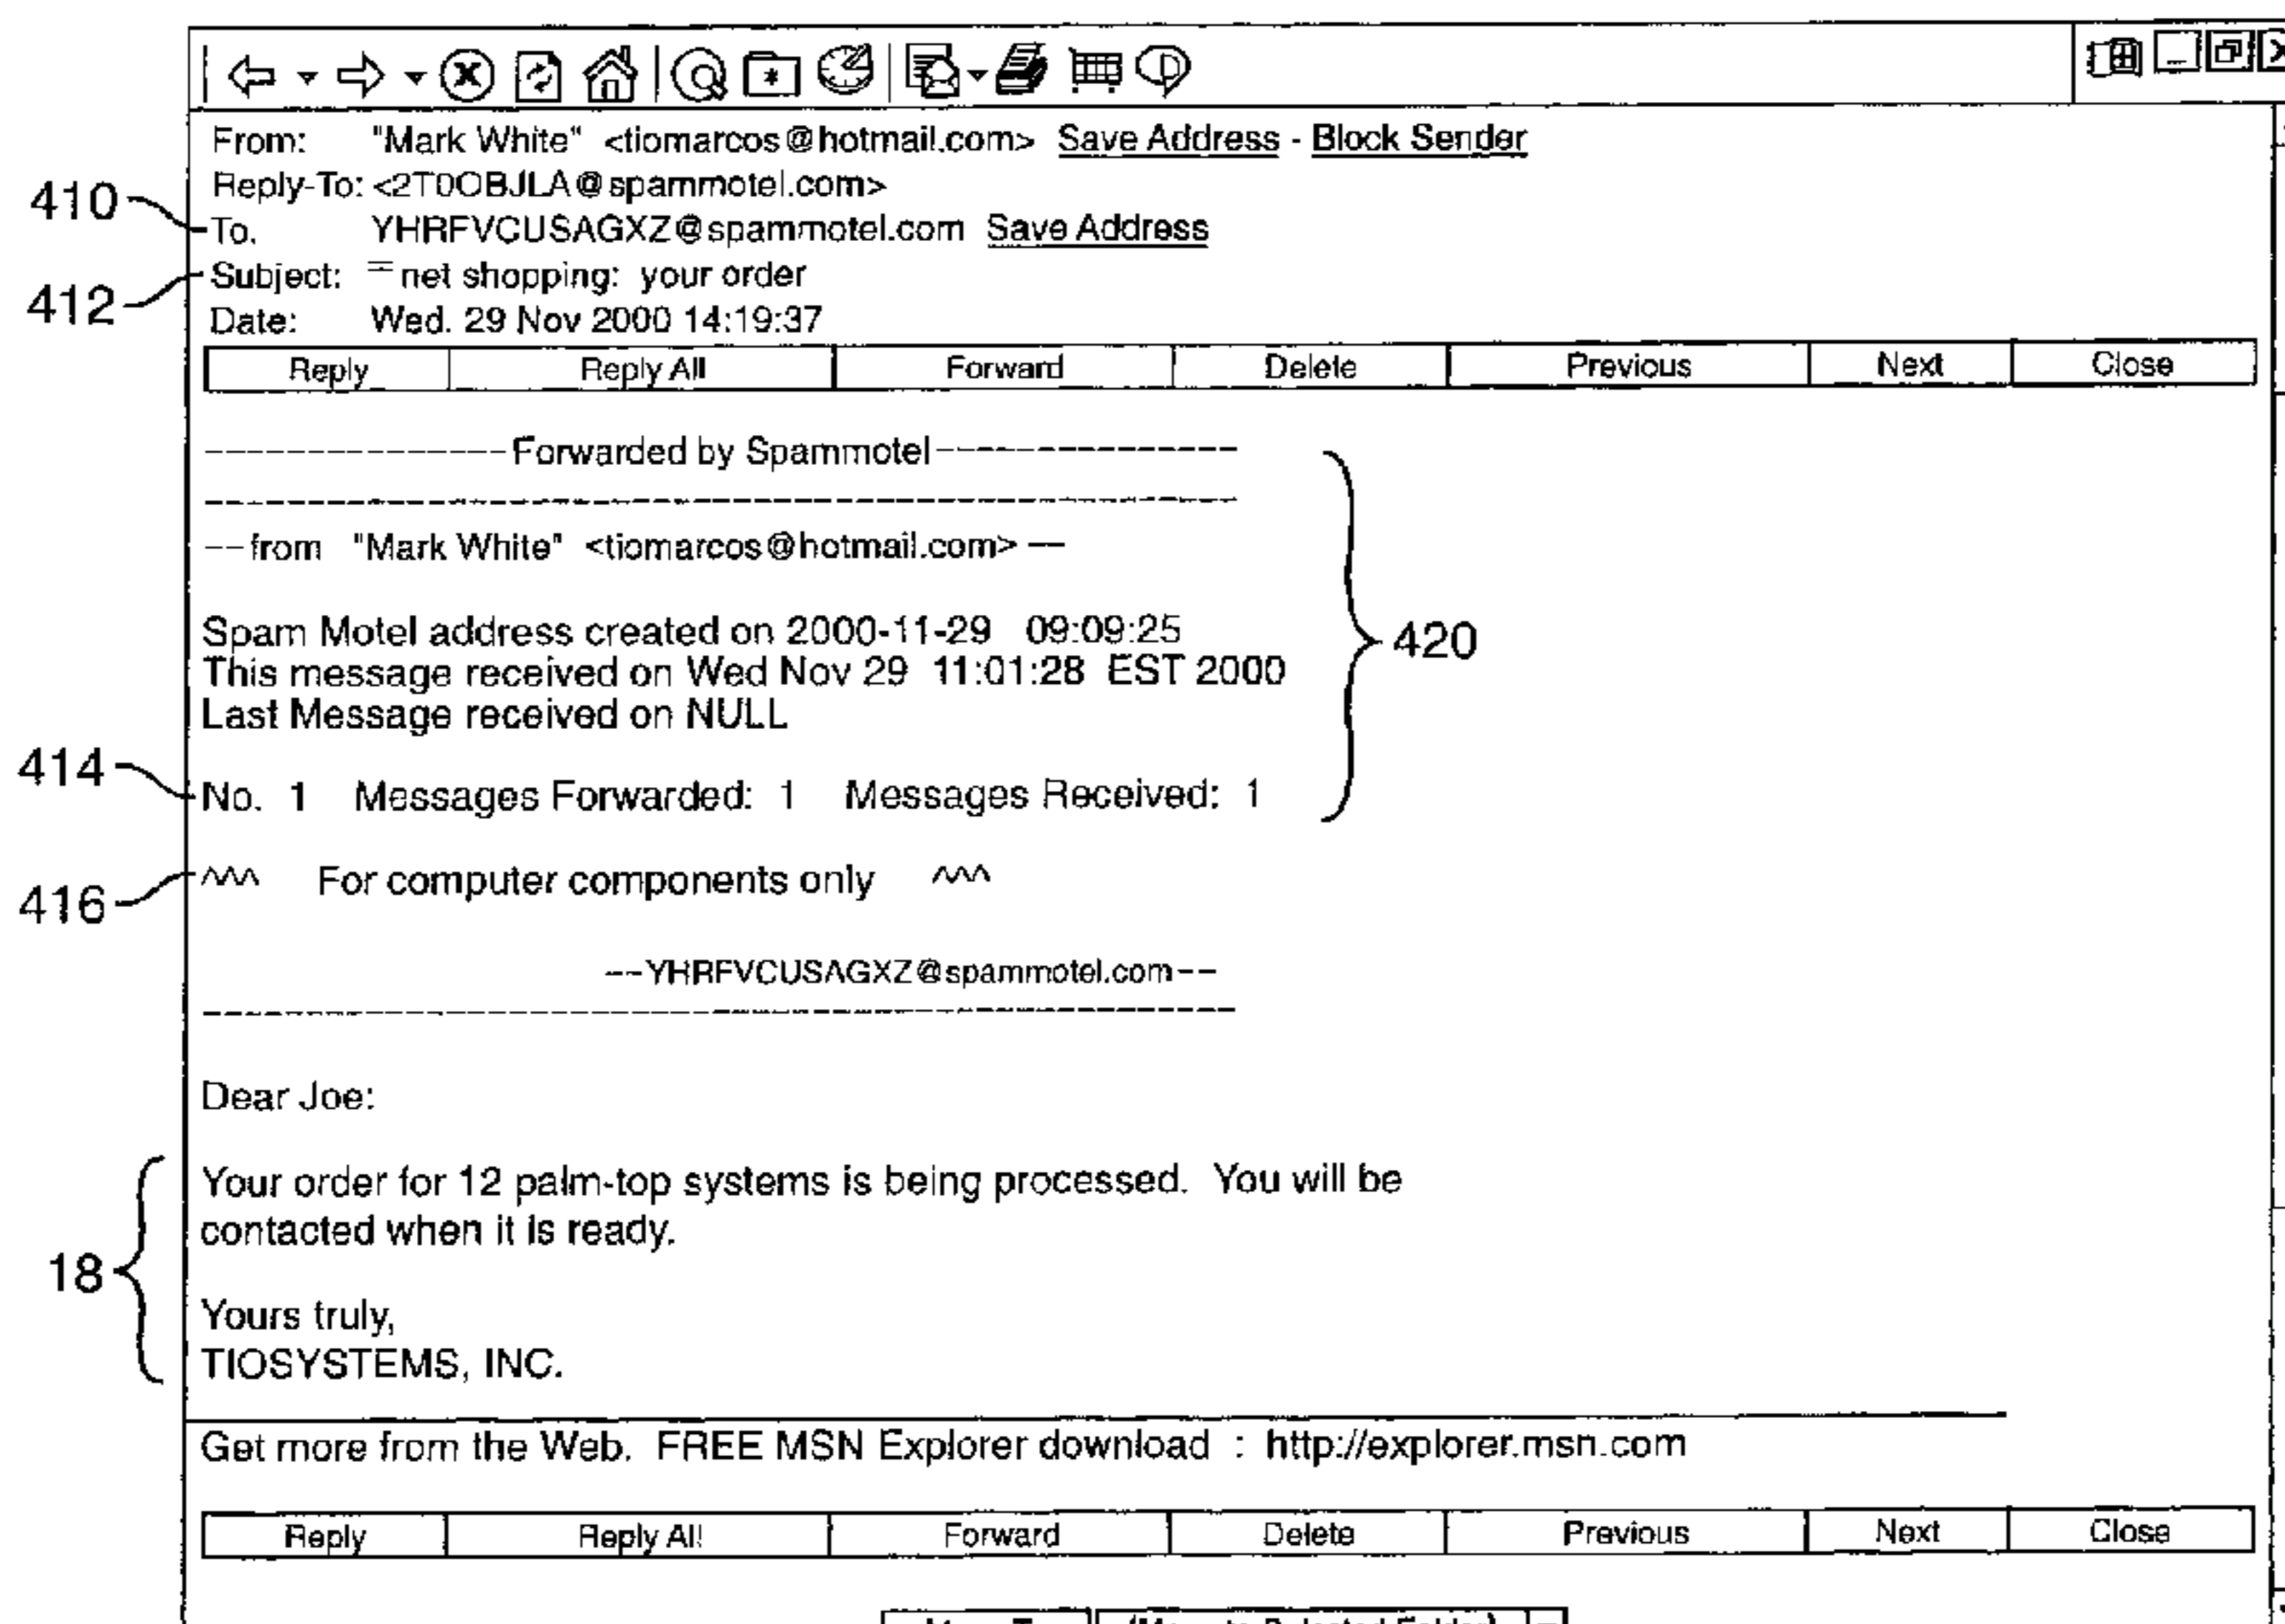 From: "Mark White" <tiomarcos@hotmail.com> Save Address - Block Sender
Reply-To: <2T0OBJLA@spammotel.com>
410
To. YHRFVCUSAGXZ@spammotel.com Save Address
Subject: = net shopping: your order
412
Date: Wed. 29 Nov 2000 14:19:37
Reply Reply All Forward Delete Previous Next Close
---------------Forwarded by Spammotel---------------
--from "Mark White" <tiomarcos@hotmail.com> --
Spam Motel address created on 2000-11-29 09:09:25
420
This message received on Wed Nov 29 11:01:28 EST 2000
Last Message received on NULL
414
No. 1 Messages Forwarded: 1 Messages Received: 1
^^^ For computer components only ^^^
416
--YHRFVCUSAGXZ@spammotel.com--
Dear Joe:
Your order for 12 palm-top systems is being processed. You will be
contacted when it is ready.
18
Yours truly,
TIOSYSTEMS, INC.
Get more from the Web. FREE MSN Explorer download : http://explorer.msn.com
Reply Reply All Forward Delete Previous Next Close